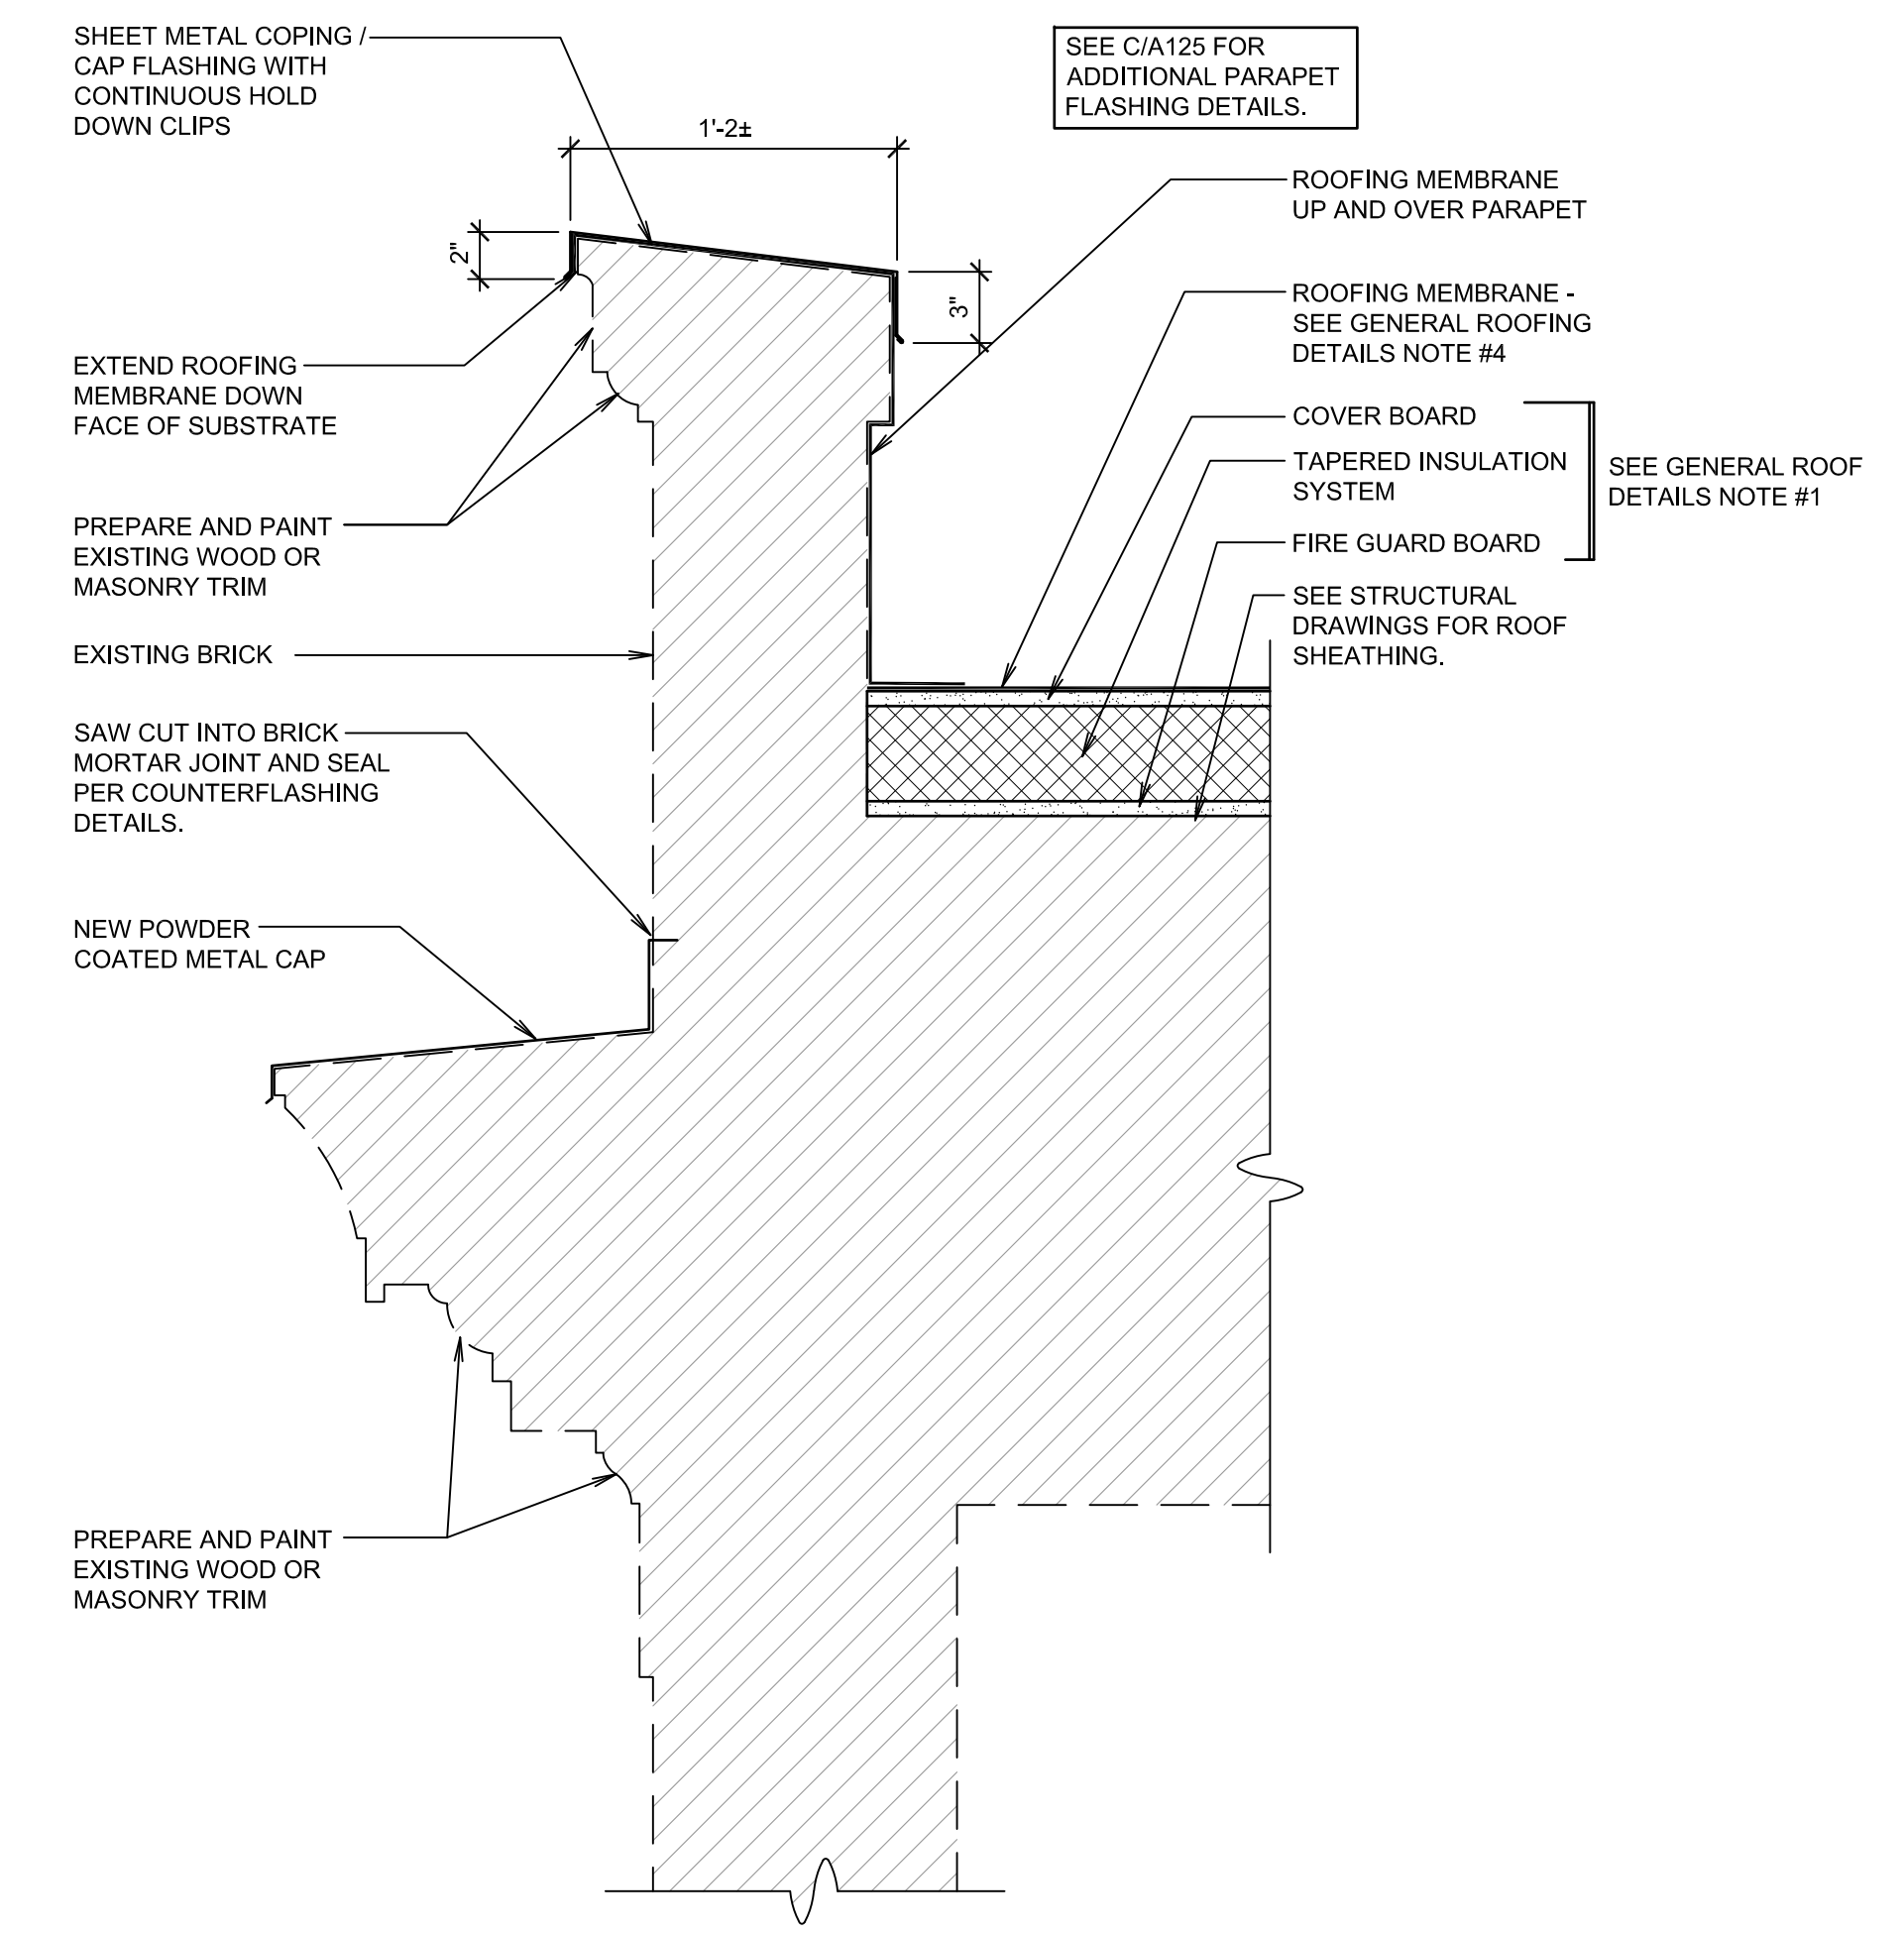 SHEET METAL COPING /
CAP FLASHING WITH
CONTINUOUS HOLD
DOWN CLIPS
SEE C/A125 FOR
ADDITIONAL PARAPET
FLASHING DETAILS.
1'-2±
2"
3"
ROOFING MEMBRANE
UP AND OVER PARAPET
ROOFING MEMBRANE -
SEE GENERAL ROOFING
DETAILS NOTE #4
EXTEND ROOFING
MEMBRANE DOWN
FACE OF SUBSTRATE
COVER BOARD
TAPERED INSULATION
SYSTEM
SEE GENERAL ROOF
DETAILS NOTE #1
FIRE GUARD BOARD
PREPARE AND PAINT
EXISTING WOOD OR
MASONRY TRIM
SEE STRUCTURAL
DRAWINGS FOR ROOF
SHEATHING.
EXISTING BRICK
SAW CUT INTO BRICK
MORTAR JOINT AND SEAL
PER COUNTERFLASHING
DETAILS.
NEW POWDER
COATED METAL CAP
PREPARE AND PAINT
EXISTING WOOD OR
MASONRY TRIM